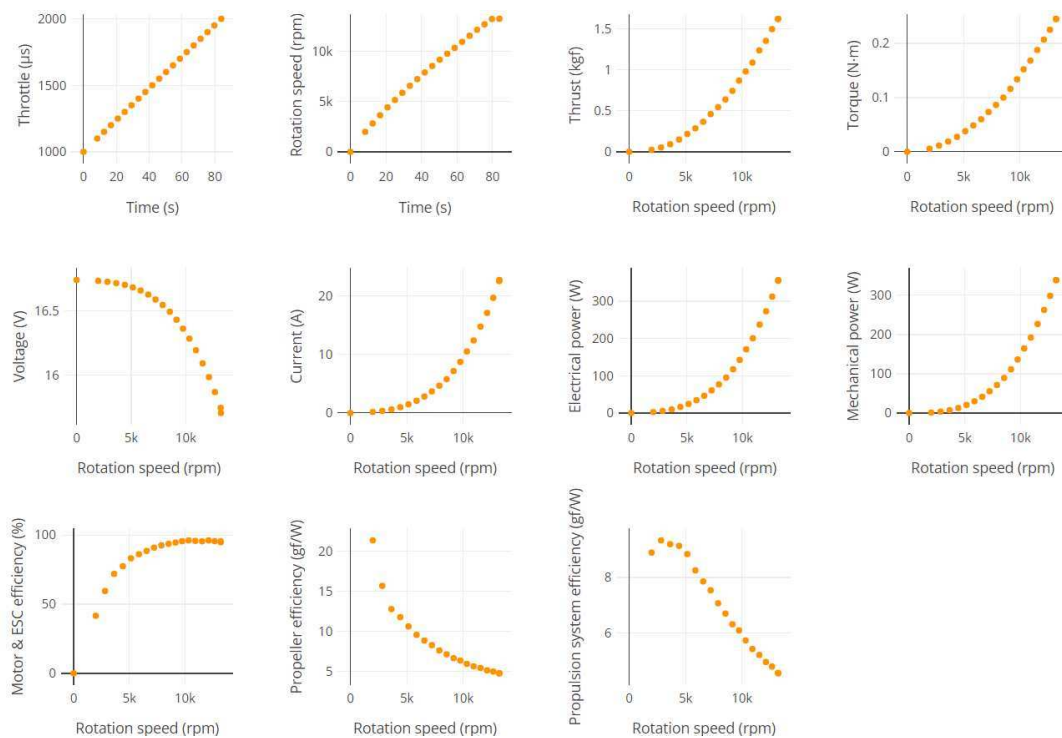 Throttle (μs)
2000
1500
1000
0 20 40 60 80
Time (s)
Rotation speed (rpm)
10k
5k
0
0 20 40 60 80
Time (s)
Thrust (kgf)
1.5
1
0.5
0
0 5k 10k
Rotation speed (rpm)
Torque (N·m)
0.2
0.1
0
0 5k 10k
Rotation speed (rpm)
Voltage (V)
16.5
16
0 5k 10k
Rotation speed (rpm)
Current (A)
20
10
0
0 5k 10k
Rotation speed (rpm)
Electrical power (W)
300
200
100
0
0 5k 10k
Rotation speed (rpm)
Mechanical power (W)
300
200
100
0
0 5k 10k
Rotation speed (rpm)
Motor & ESC efficiency (%)
100
50
0
0 5k 10k
Rotation speed (rpm)
Propeller efficiency (gf/W)
20
15
10
5
0 5k 10k
Rotation speed (rpm)
Propulsion system efficiency (gf/W)
8
6
0 5k 10k
Rotation speed (rpm)